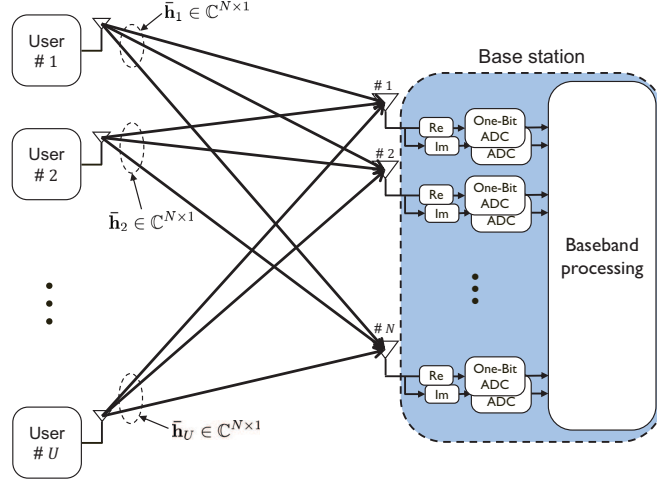 User
# 1
h̄₁ ∈ ℂ^{N×1}
User
# 2
h̄₂ ∈ ℂ^{N×1}
User
# U
h̄_U ∈ ℂ^{N×1}
Base station
# 1
Re
Im
One-Bit
ADC
ADC
# 2
Re
Im
One-Bit
ADC
ADC
# N
Re
Im
One-Bit
ADC
ADC
Baseband
processing